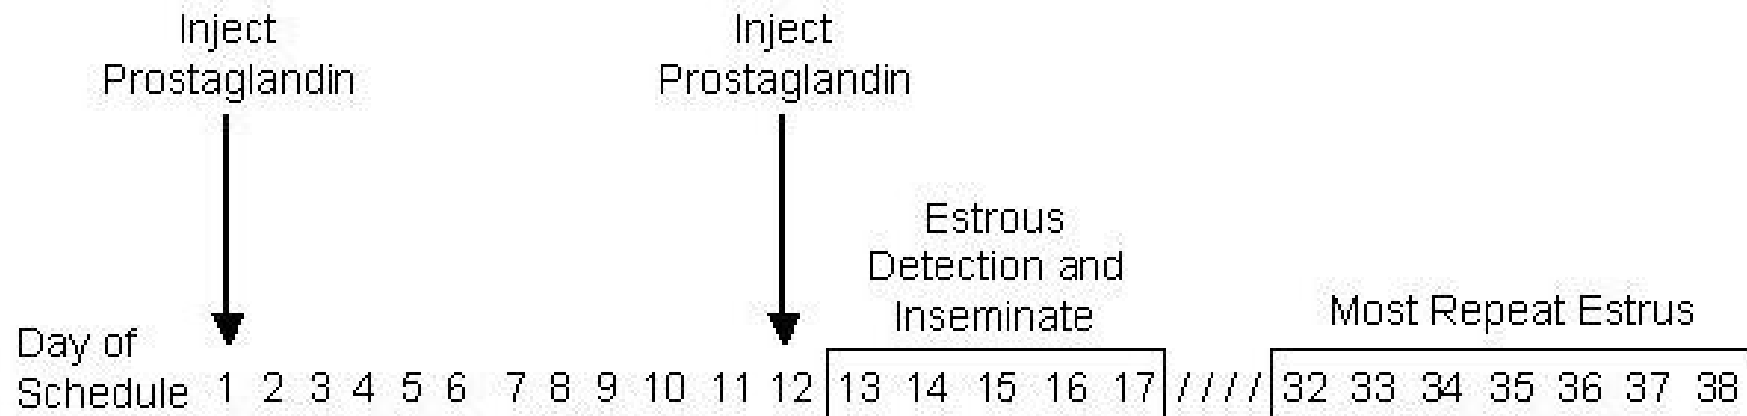 Inject
Prostaglandin
Inject
Prostaglandin
Estrous
Detection and
Inseminate
Most Repeat Estrus
Day of
Schedule 1 2 3 4 5 6 7 8 9 10 11 12 13 14 15 16 17 //// 32 33 34 35 36 37 38